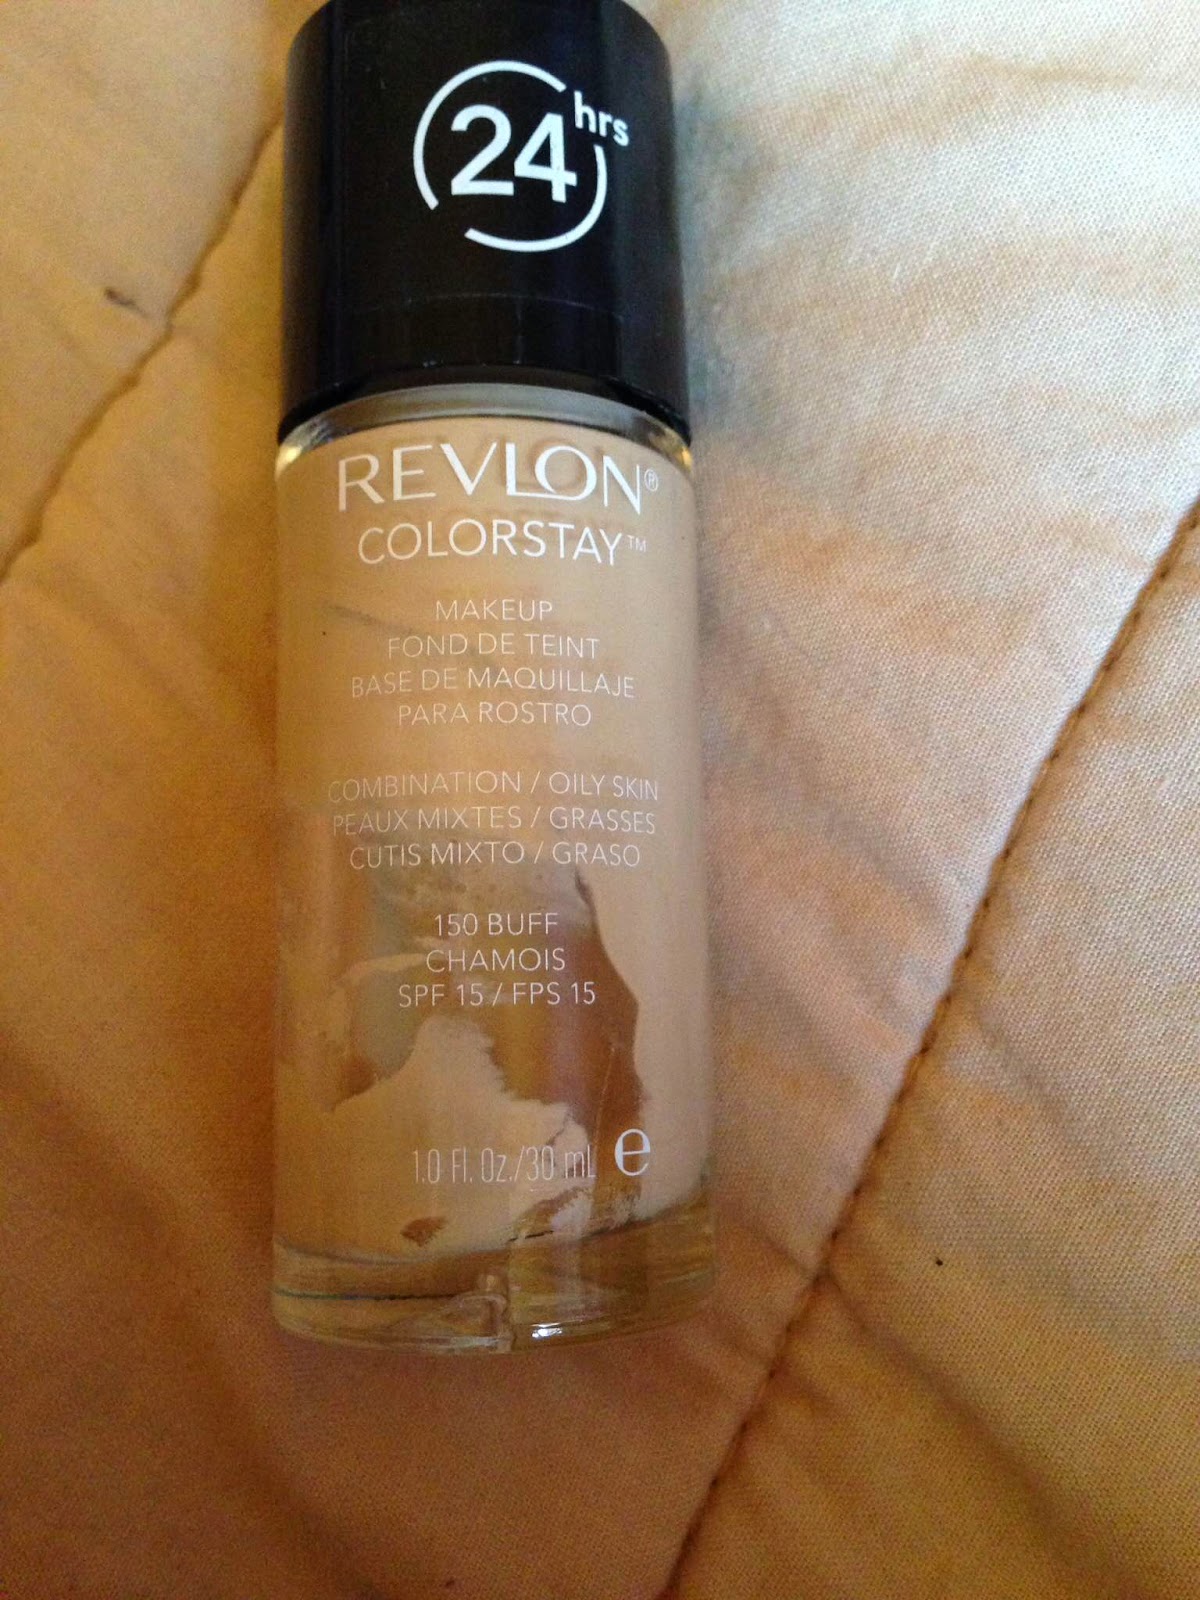 24 hrs
REVLON®
COLORSTAY™
MAKEUP
FOND DE TEINT
BASE DE MAQUILLAJE
PARA ROSTRO
COMBINATION / OILY SKIN
PEAUX MIXTES / GRASSES
CUTIS MIXTO / GRASO
150 BUFF
CHAMOIS
SPF 15 / FPS 15
1.0 Fl. Oz./30 mL e